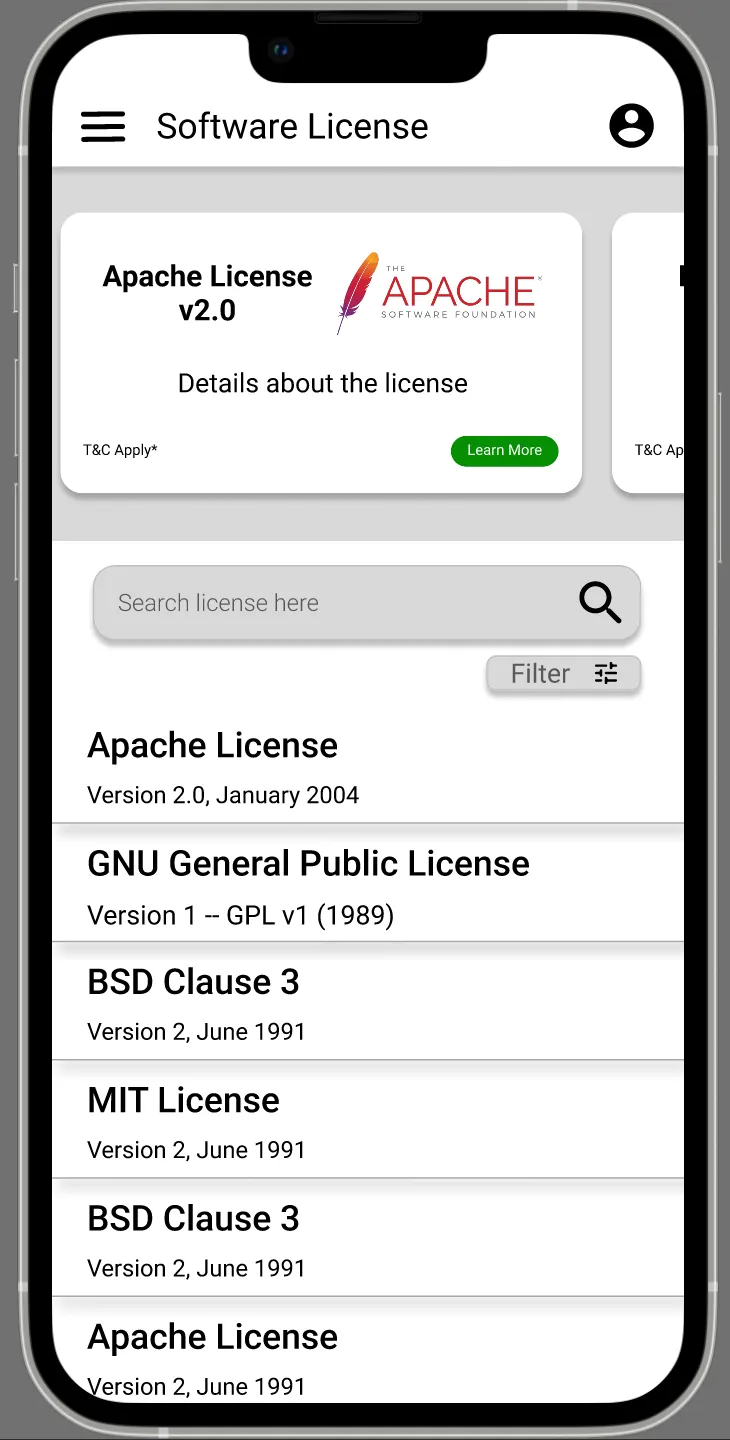 Software License
Apache License
v2.0
THE
APACHE
SOFTWARE FOUNDATION
Details about the license
T&C Apply*
Learn More
T&C Ap
Search license here
Filter
Apache License
Version 2.0, January 2004
GNU General Public License
Version 1 -- GPL v1 (1989)
BSD Clause 3
Version 2, June 1991
MIT License
Version 2, June 1991
BSD Clause 3
Version 2, June 1991
Apache License
Version 2, June 1991